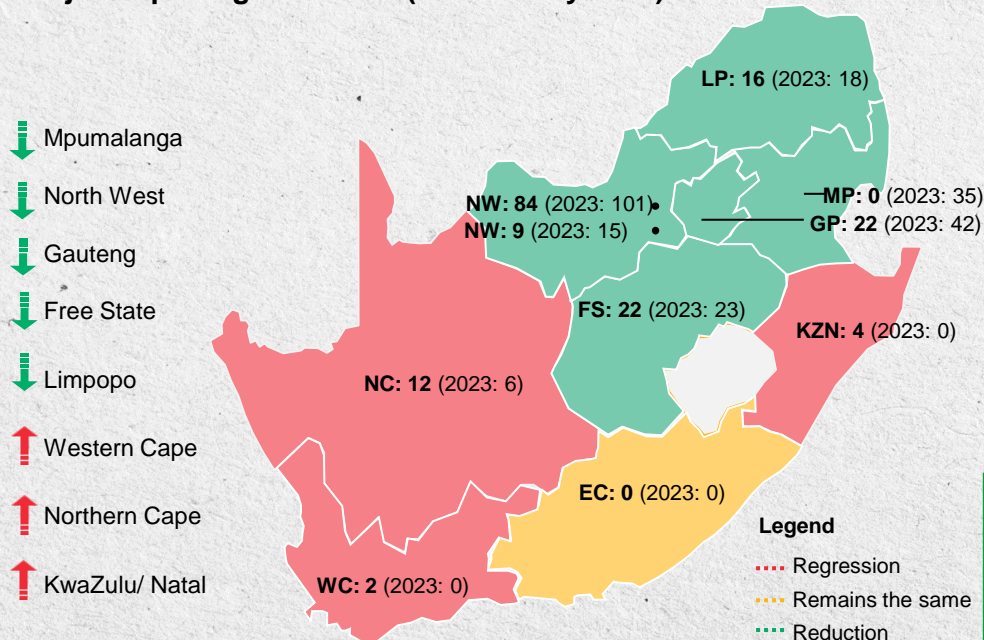 Mpumalanga
North West
Gauteng
Free State
Limpopo
Western Cape
Northern Cape
KwaZulu/ Natal
LP: 16 (2023: 18)
NW: 84 (2023: 101)
NW: 9 (2023: 15)
MP: 0 (2023: 35)
GP: 22 (2023: 42)
FS: 22 (2023: 23)
KZN: 4 (2023: 0)
NC: 12 (2023: 6)
EC: 0 (2023: 0)
WC: 2 (2023: 0)
Legend
Regression
Remains the same
Reduction